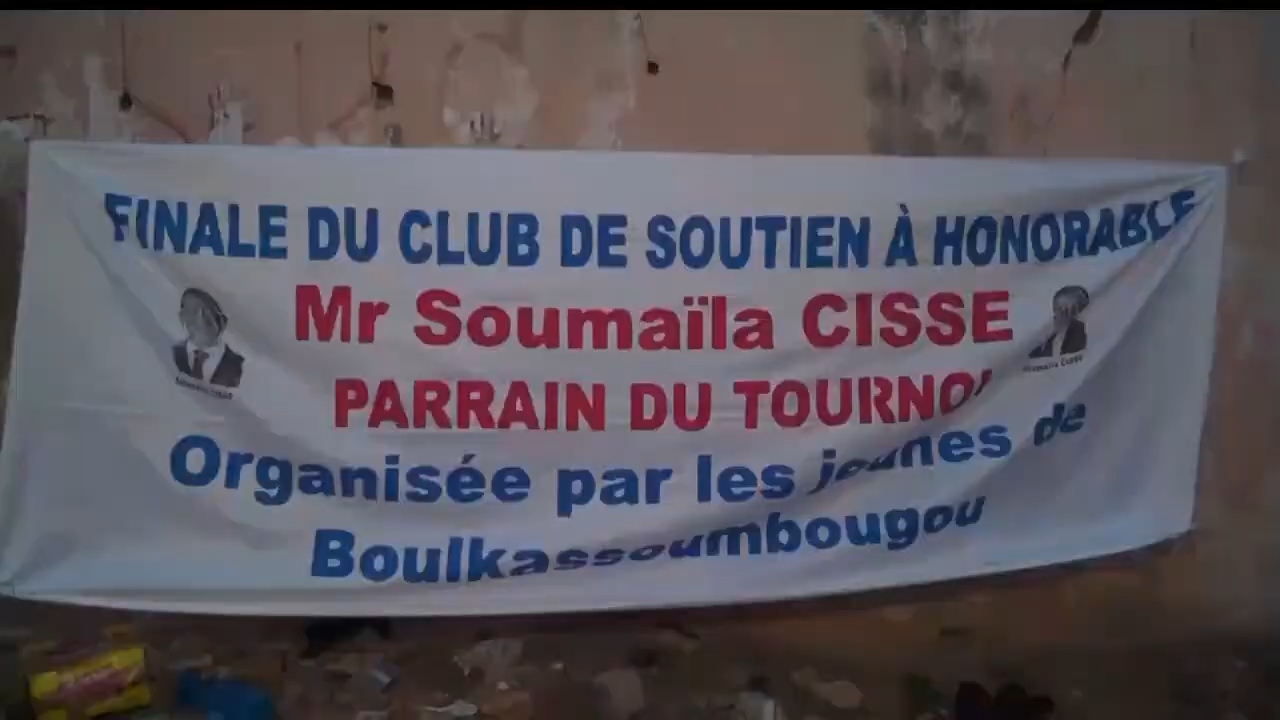 FINALE DU CLUB DE SOUTIEN À HONORABLE
Mr Soumaïla CISSE
PARRAIN DU TOURNOI
Organisée par les jeunes de
Boulkassoumbougou